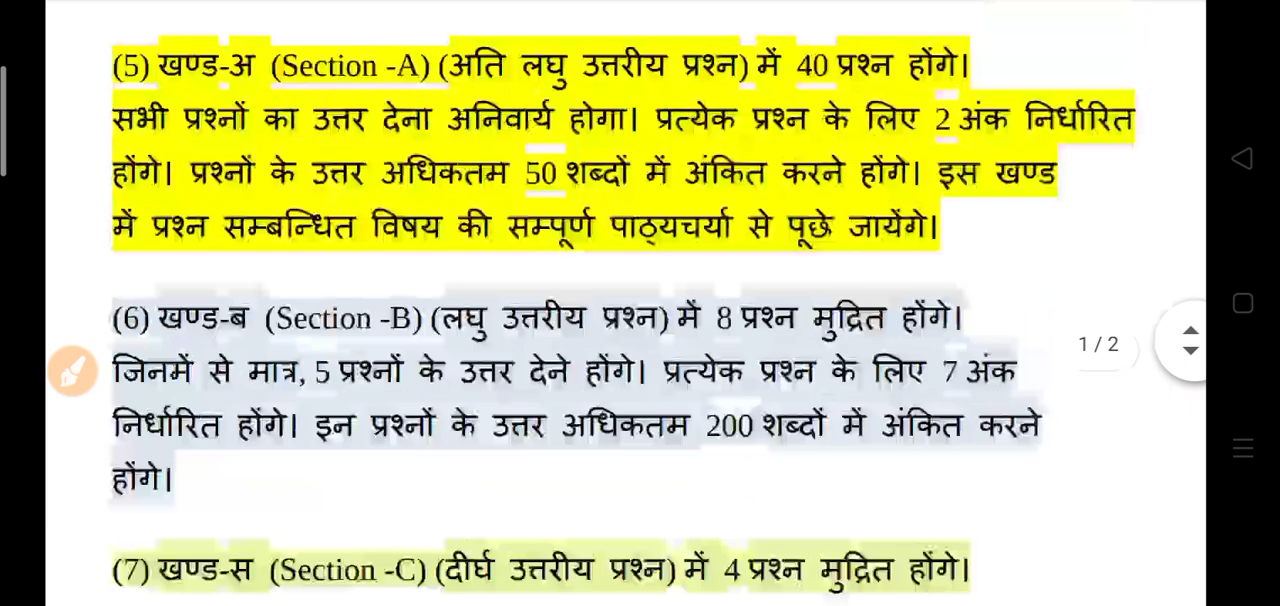 (5) खण्ड-अ (Section -A) (अति लघु उत्तरीय प्रश्न) में 40 प्रश्न होंगे।
सभी प्रश्नों का उत्तर देना अनिवार्य होगा। प्रत्येक प्रश्न के लिए 2 अंक निर्धारित
होंगे। प्रश्नों के उत्तर अधिकतम 50 शब्दों में अंकित करने होंगे। इस खण्ड
में प्रश्न सम्बन्धित विषय की सम्पूर्ण पाठ्यचर्या से पूछे जायेंगे।
(6) खण्ड-ब (Section -B) (लघु उत्तरीय प्रश्न) में 8 प्रश्न मुद्रित होंगे।
जिनमें से मात्र, 5 प्रश्नों के उत्तर देने होंगे। प्रत्येक प्रश्न के लिए 7 अंक
निर्धारित होंगे। इन प्रश्नों के उत्तर अधिकतम 200 शब्दों में अंकित करने
होंगे।
(7) खण्ड-स (Section -C) (दीर्घ उत्तरीय प्रश्न) में 4 प्रश्न मुद्रित होंगे।
1 / 2